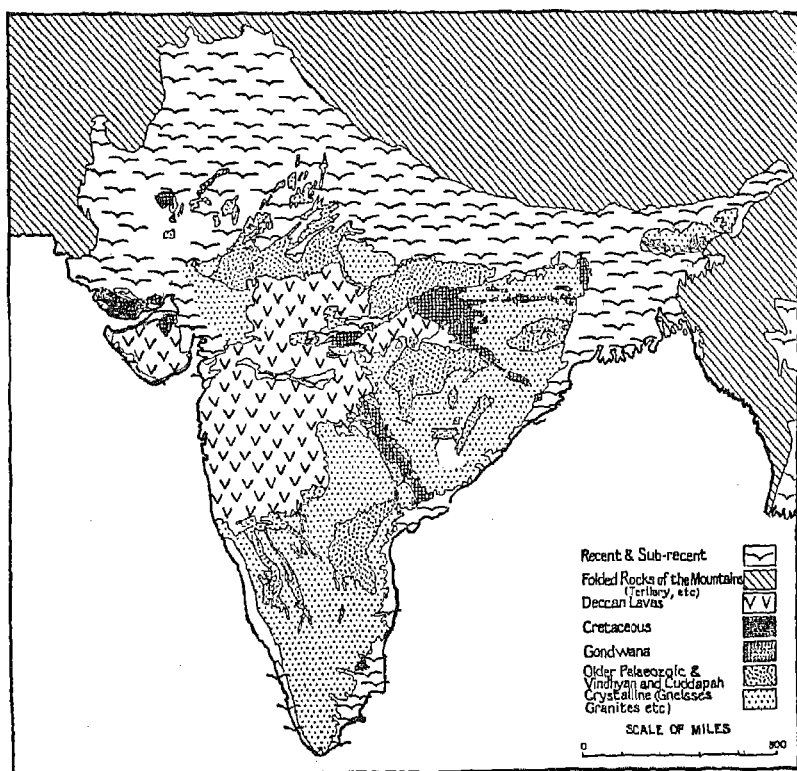 Recent & Sub-recent
Folded Rocks of the Mountains
(Tertiary, etc)
Deccan Lavas
Cretaceous
Gondwana
Older Palaeozoic &
Vindhyan and Cuddapah
Crystalline (Gneisses
Granites etc)
SCALE OF MILES
0 300